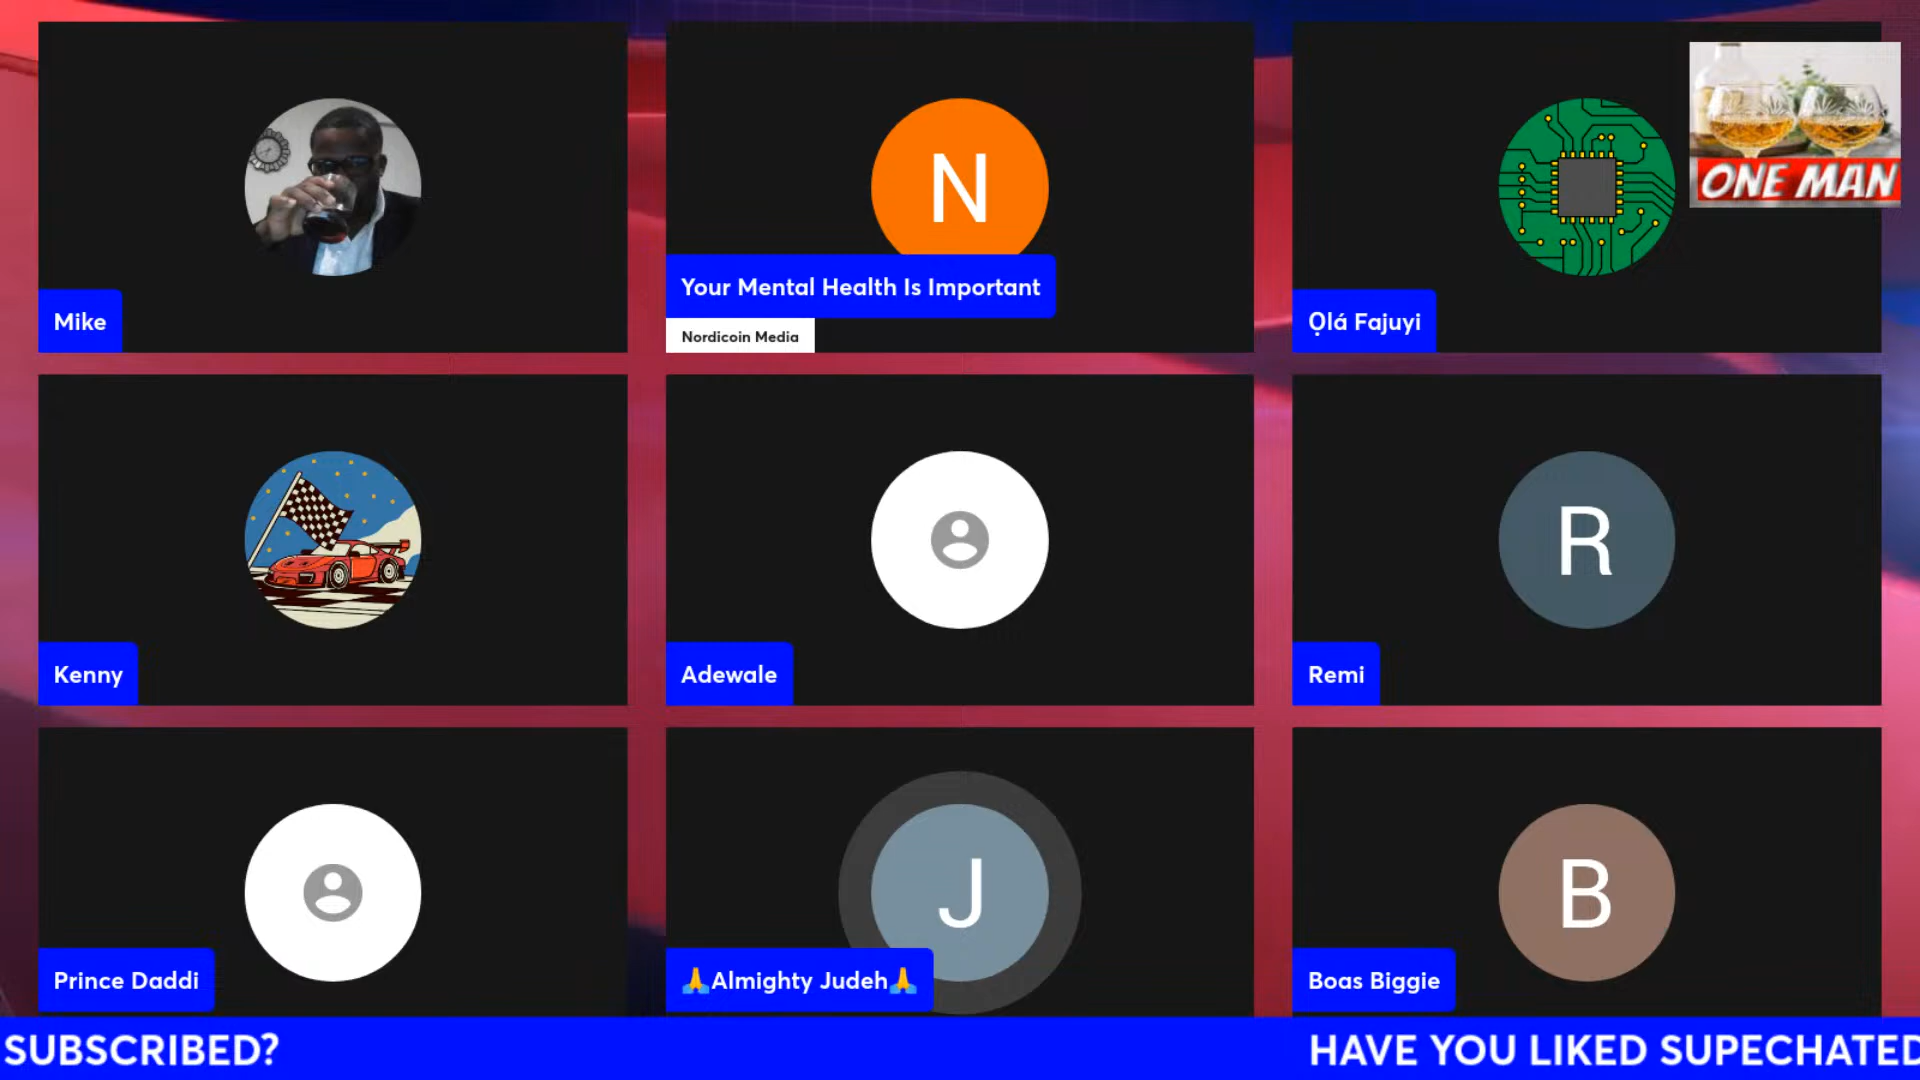 ONE MAN
Mike
N
Your Mental Health Is Important
Nordicoin Media
Ọlá Fajuyi
Kenny
Adewale
R
Remi
Prince Daddi
J
🙏Almighty Judeh🙏
B
Boas Biggie
SUBSCRIBED?
HAVE YOU LIKED SUPECHATED